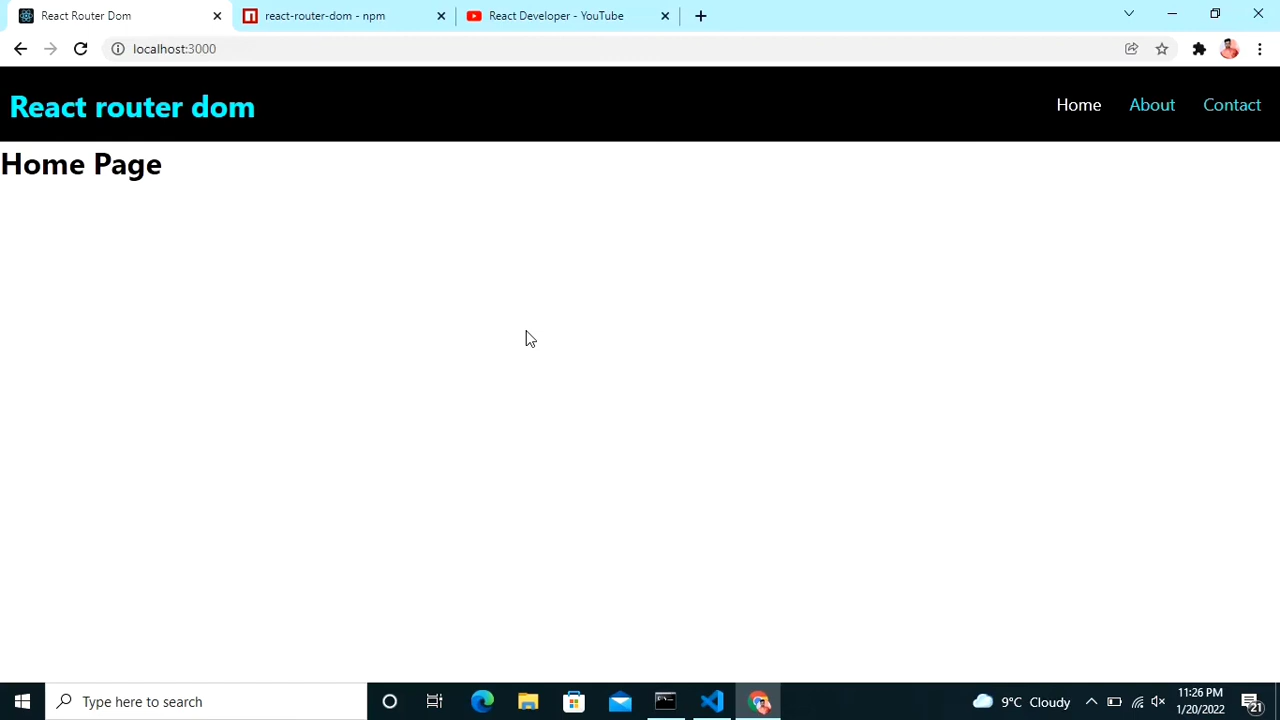 React Router Dom
react-router-dom - npm
React Developer - YouTube
localhost:3000
React router dom
Home
About
Contact
Home Page
Type here to search
9°C Cloudy
11:26 PM
1/20/2022
21